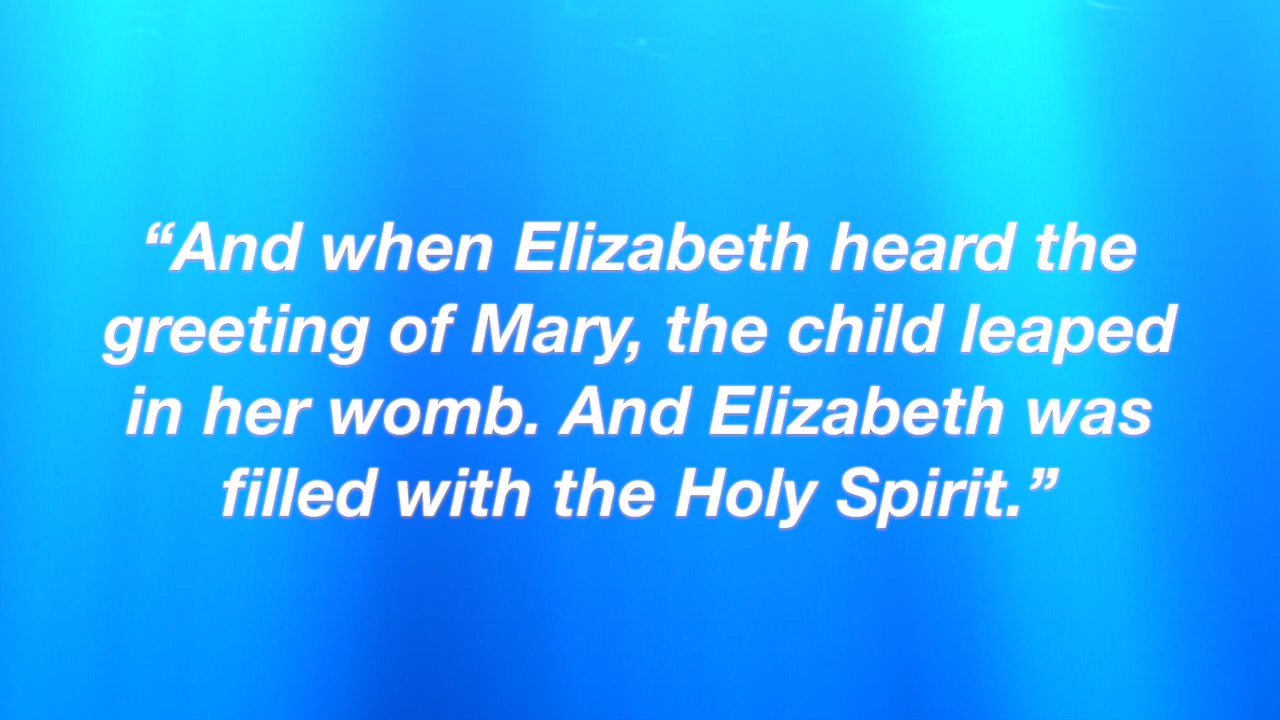 “And when Elizabeth heard the
greeting of Mary, the child leaped
in her womb. And Elizabeth was
filled with the Holy Spirit.”